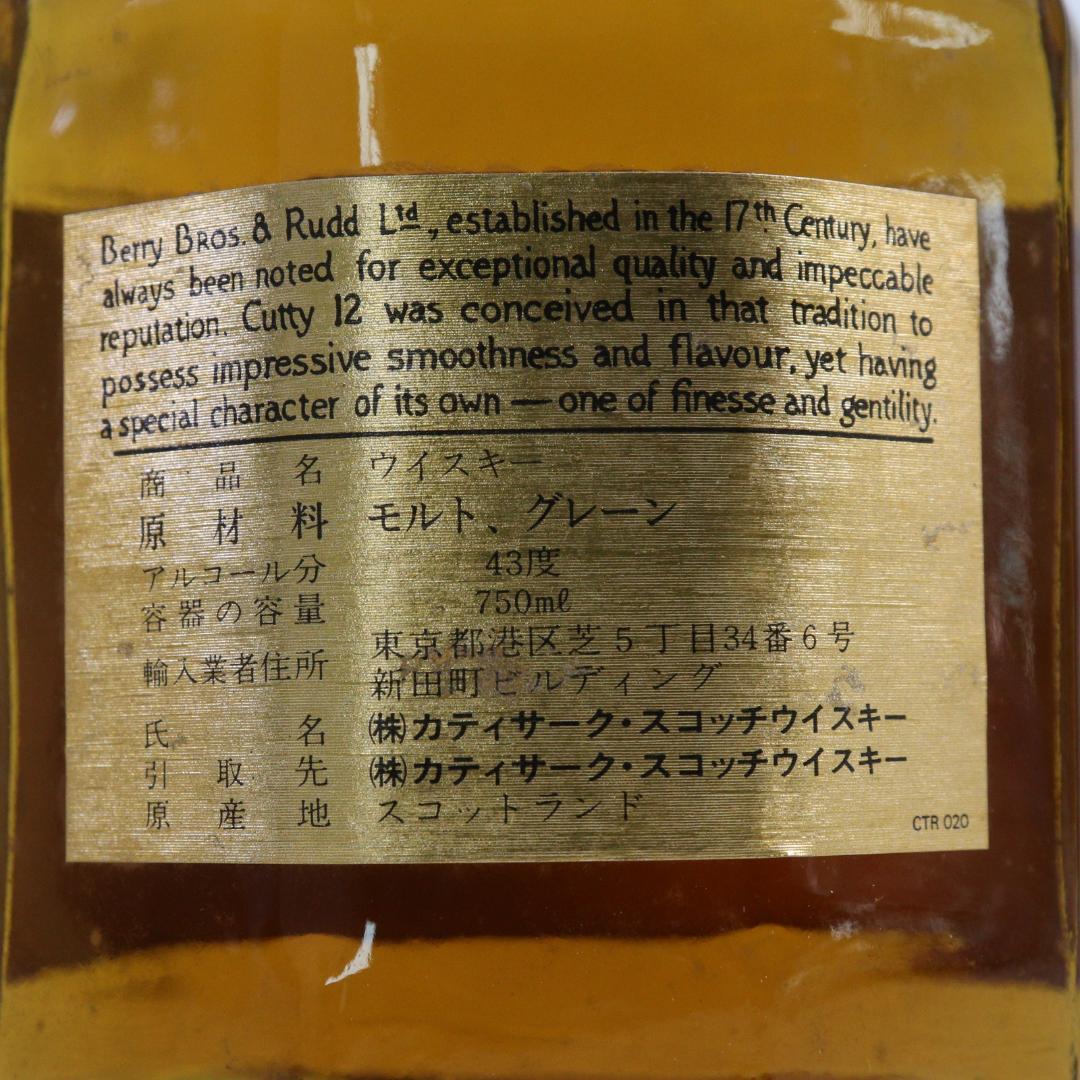 Berry Bros. & Rudd Ltd., established in the 17th. Century, have
always been noted for exceptional quality and impeccable
reputation. Cutty 12 was conceived in that tradition to
possess impressive smoothness and flavour, yet having
a special character of its own — one of finesse and gentility.
商品名 ウイスキー
原材料 モルト、グレーン
アルコール分 43度
容器の容量 750mℓ
輸入業者住所 東京都港区芝5丁目34番6号
新田町ビルディング
氏名 ㈱カティサーク・スコッチウイスキー
引取先 ㈱カティサーク・スコッチウイスキー
原産地 スコットランド
CTR 020